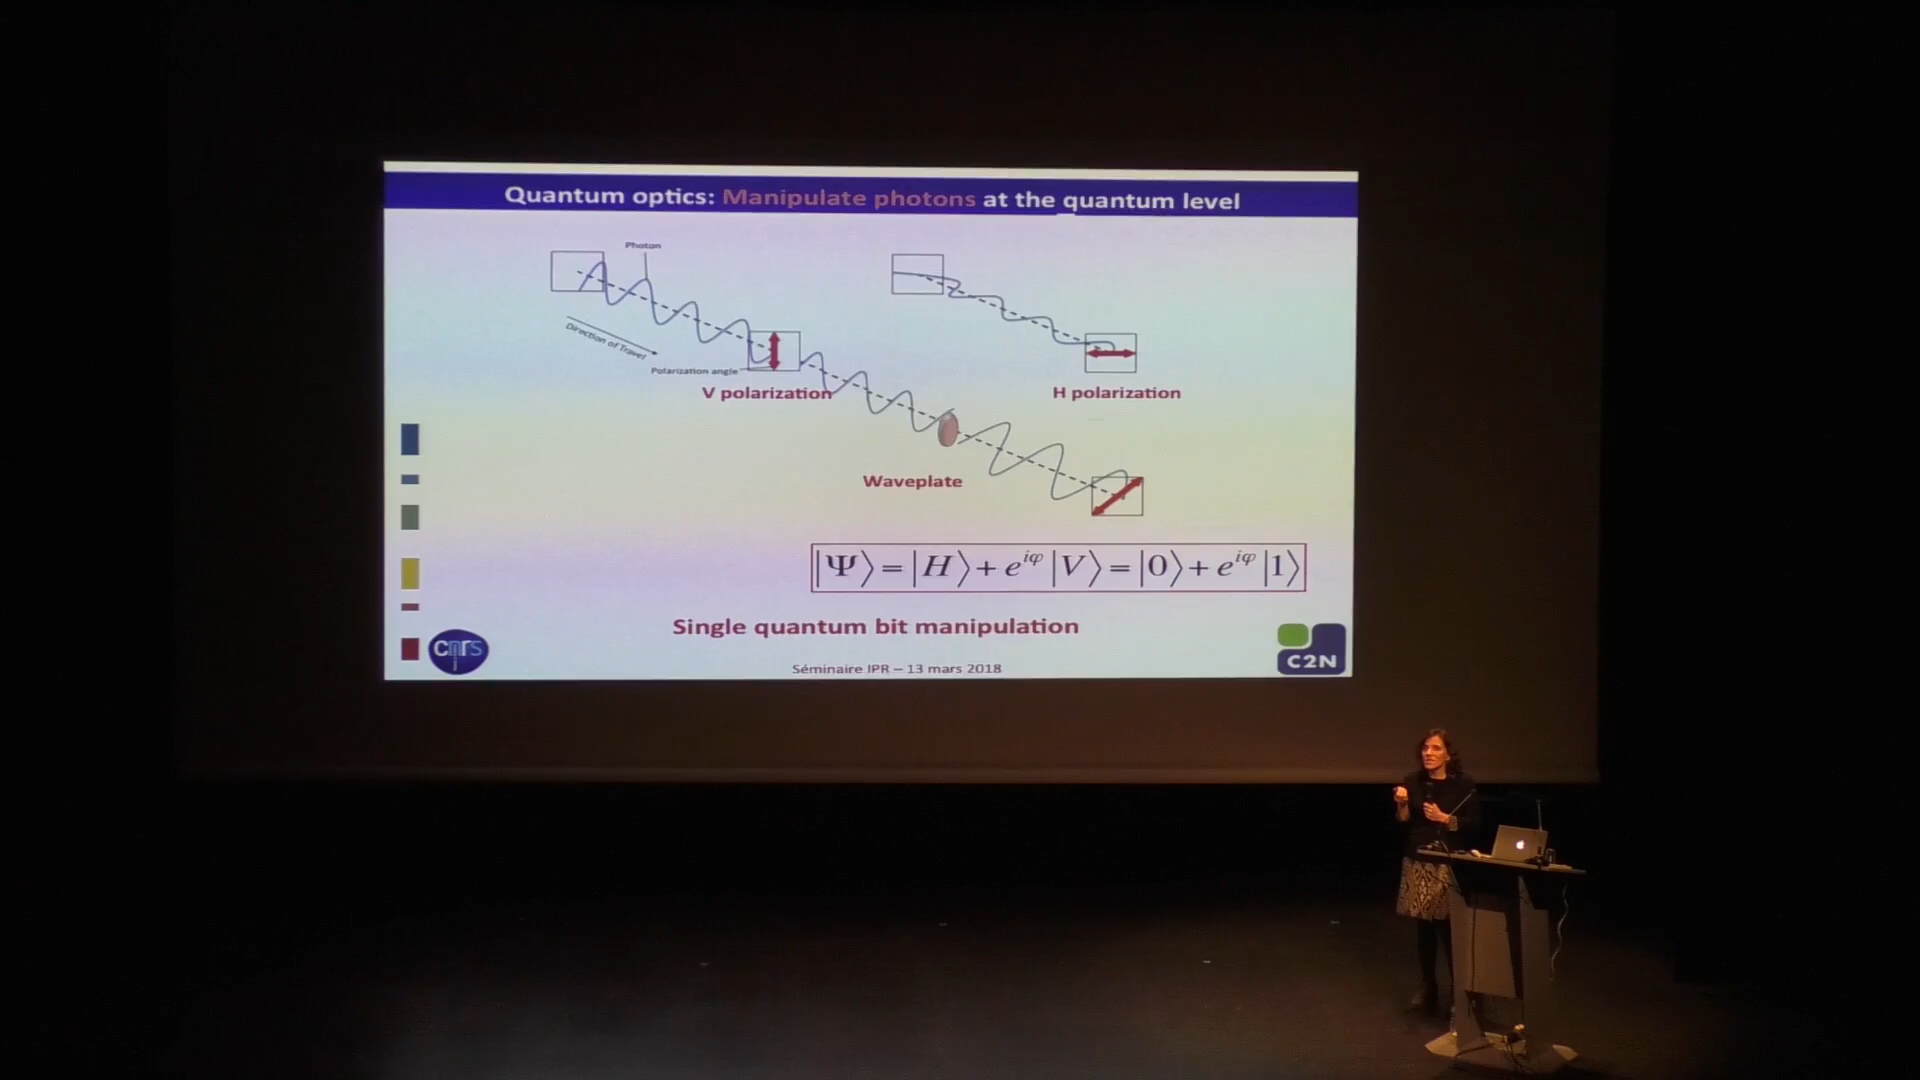 Quantum optics: Manipulate photons at the quantum level
Photon
Direction of Travel
Polarization angle
V polarization
H polarization
Waveplate
|Ψ⟩=|H⟩+e^{iφ}|V⟩=|0⟩+e^{iφ}|1⟩
Single quantum bit manipulation
cnrs
Séminaire IPR – 13 mars 2018
C2N